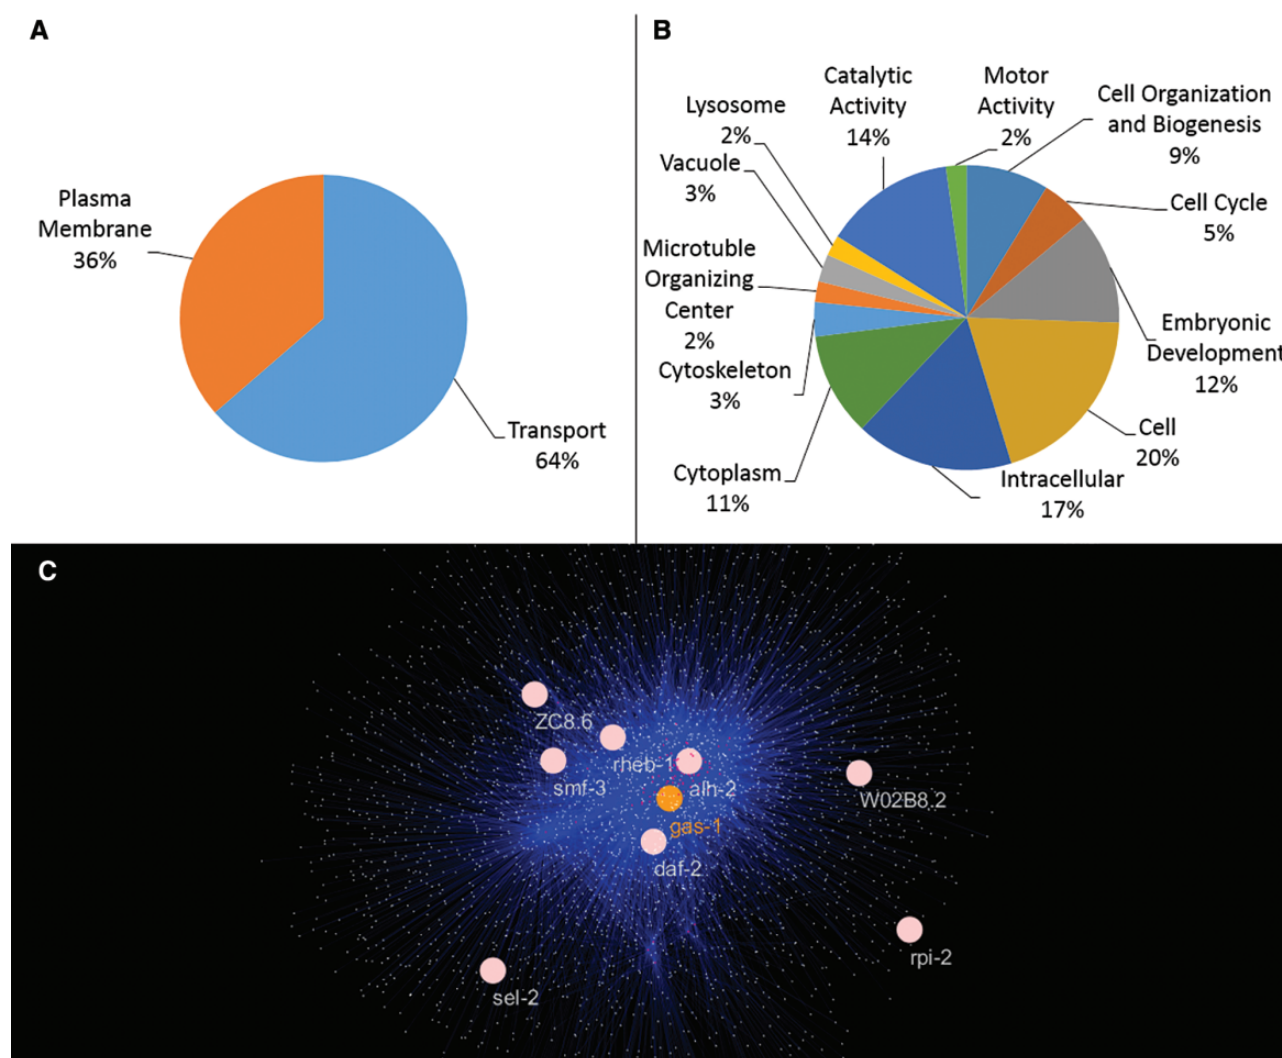 A
Plasma
Membrane
36%
Transport
64%
B
Lysosome
2%
Catalytic
Activity
14%
Motor
Activity
2%
Cell Organization
and Biogenesis
9%
Vacuole
3%
Cell Cycle
5%
Microtuble
Organizing
Center
2%
Embryonic
Development
12%
Cytoskeleton
3%
Cell
20%
Cytoplasm
11%
Intracellular
17%
C
ZC8.6
rheb-1
smf-3
alh-2
W02B8.2
gas-1
daf-2
rpi-2
sel-2